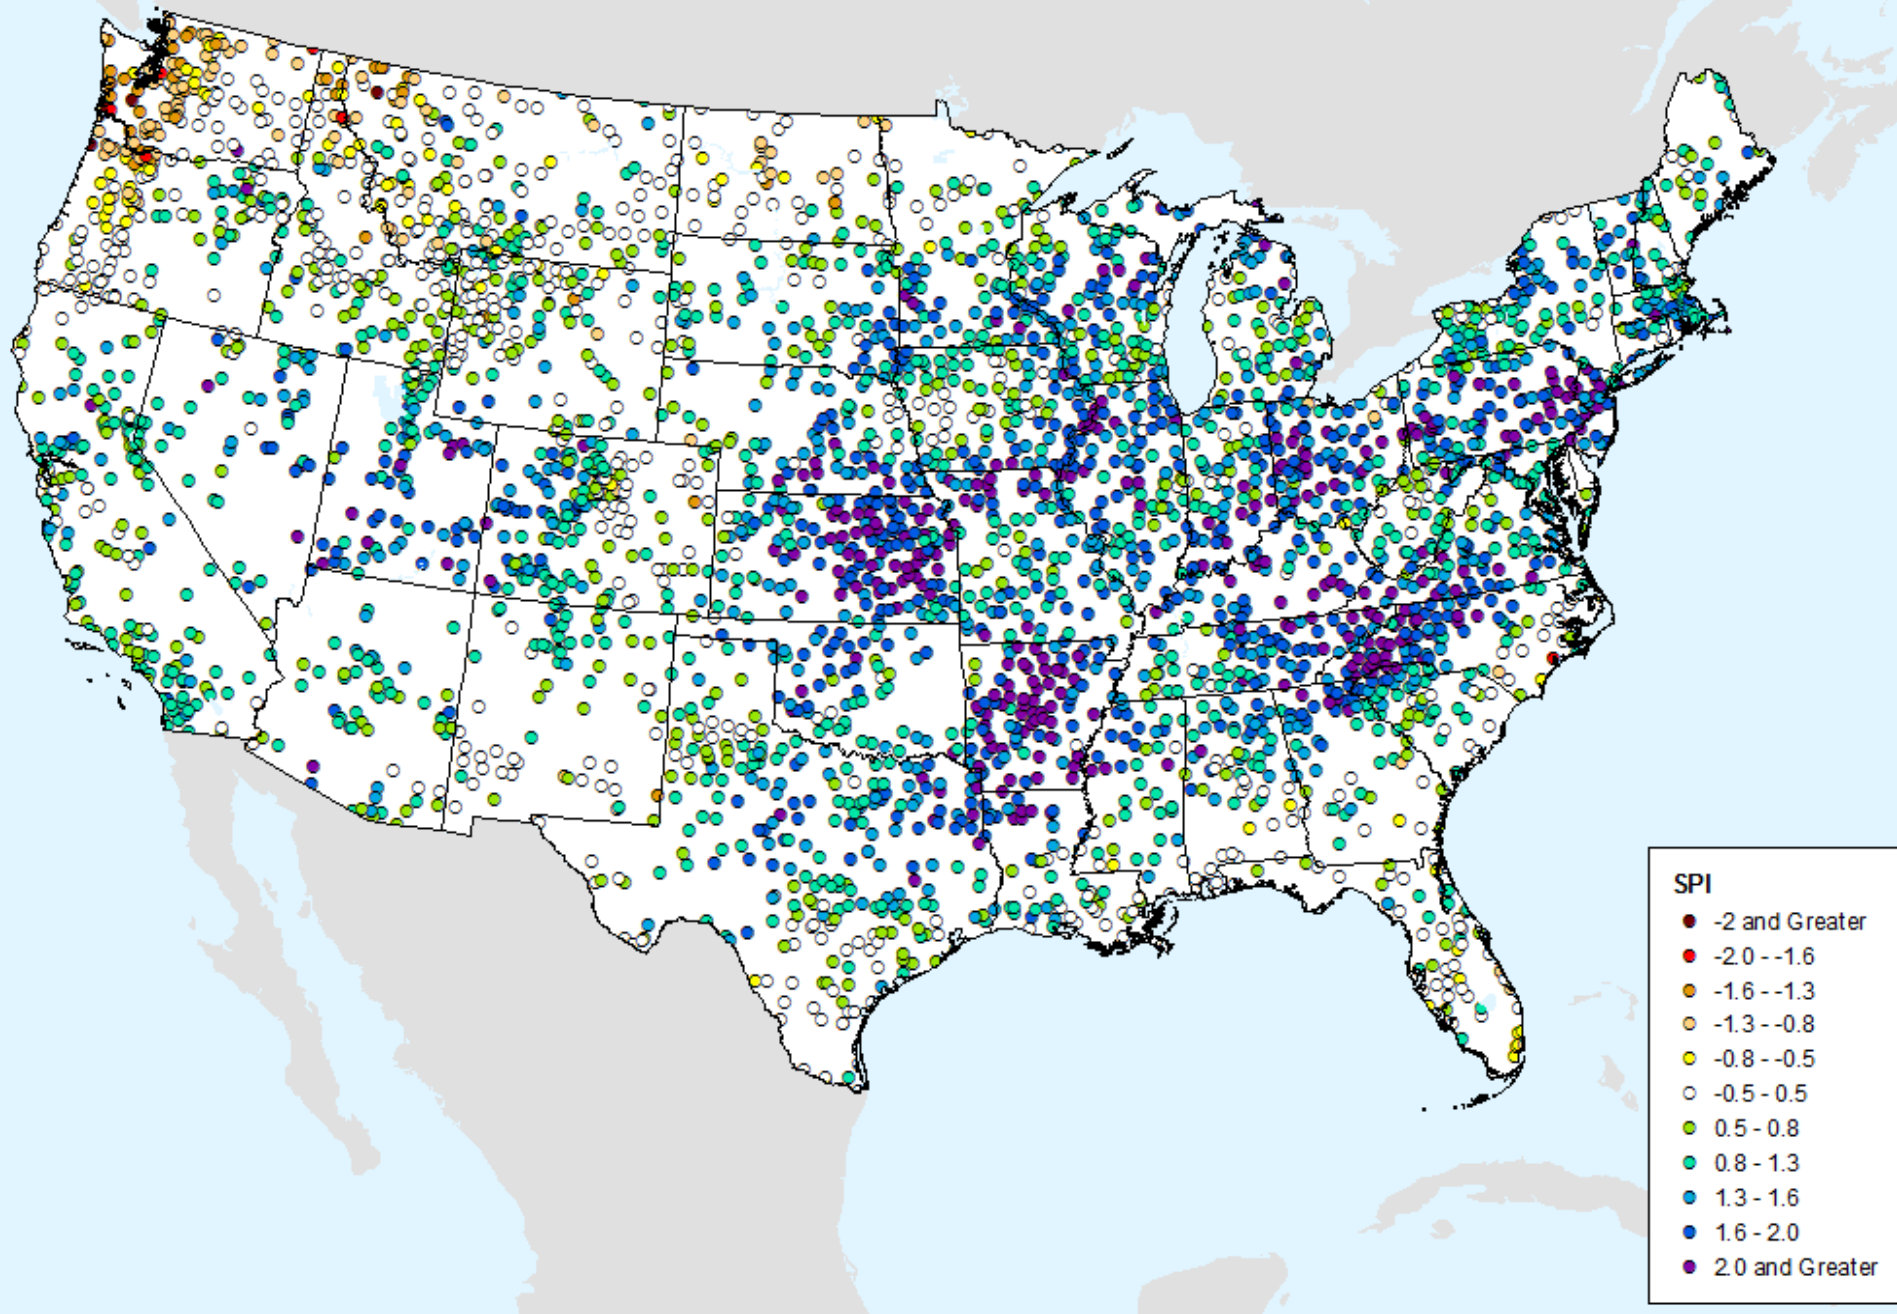 SPI
-2 and Greater
-2.0 - -1.6
-1.6 - -1.3
-1.3 - -0.8
-0.8 - -0.5
-0.5 - 0.5
0.5 - 0.8
0.8 - 1.3
1.3 - 1.6
1.6 - 2.0
2.0 and Greater